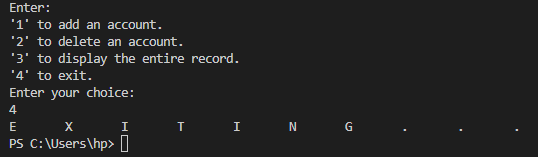 Enter:
'1' to add an account.
'2' to delete an account.
'3' to display the entire record.
'4' to exit.
Enter your choice:
4
E X I T I N G . . .
PS C:\Users\hp>